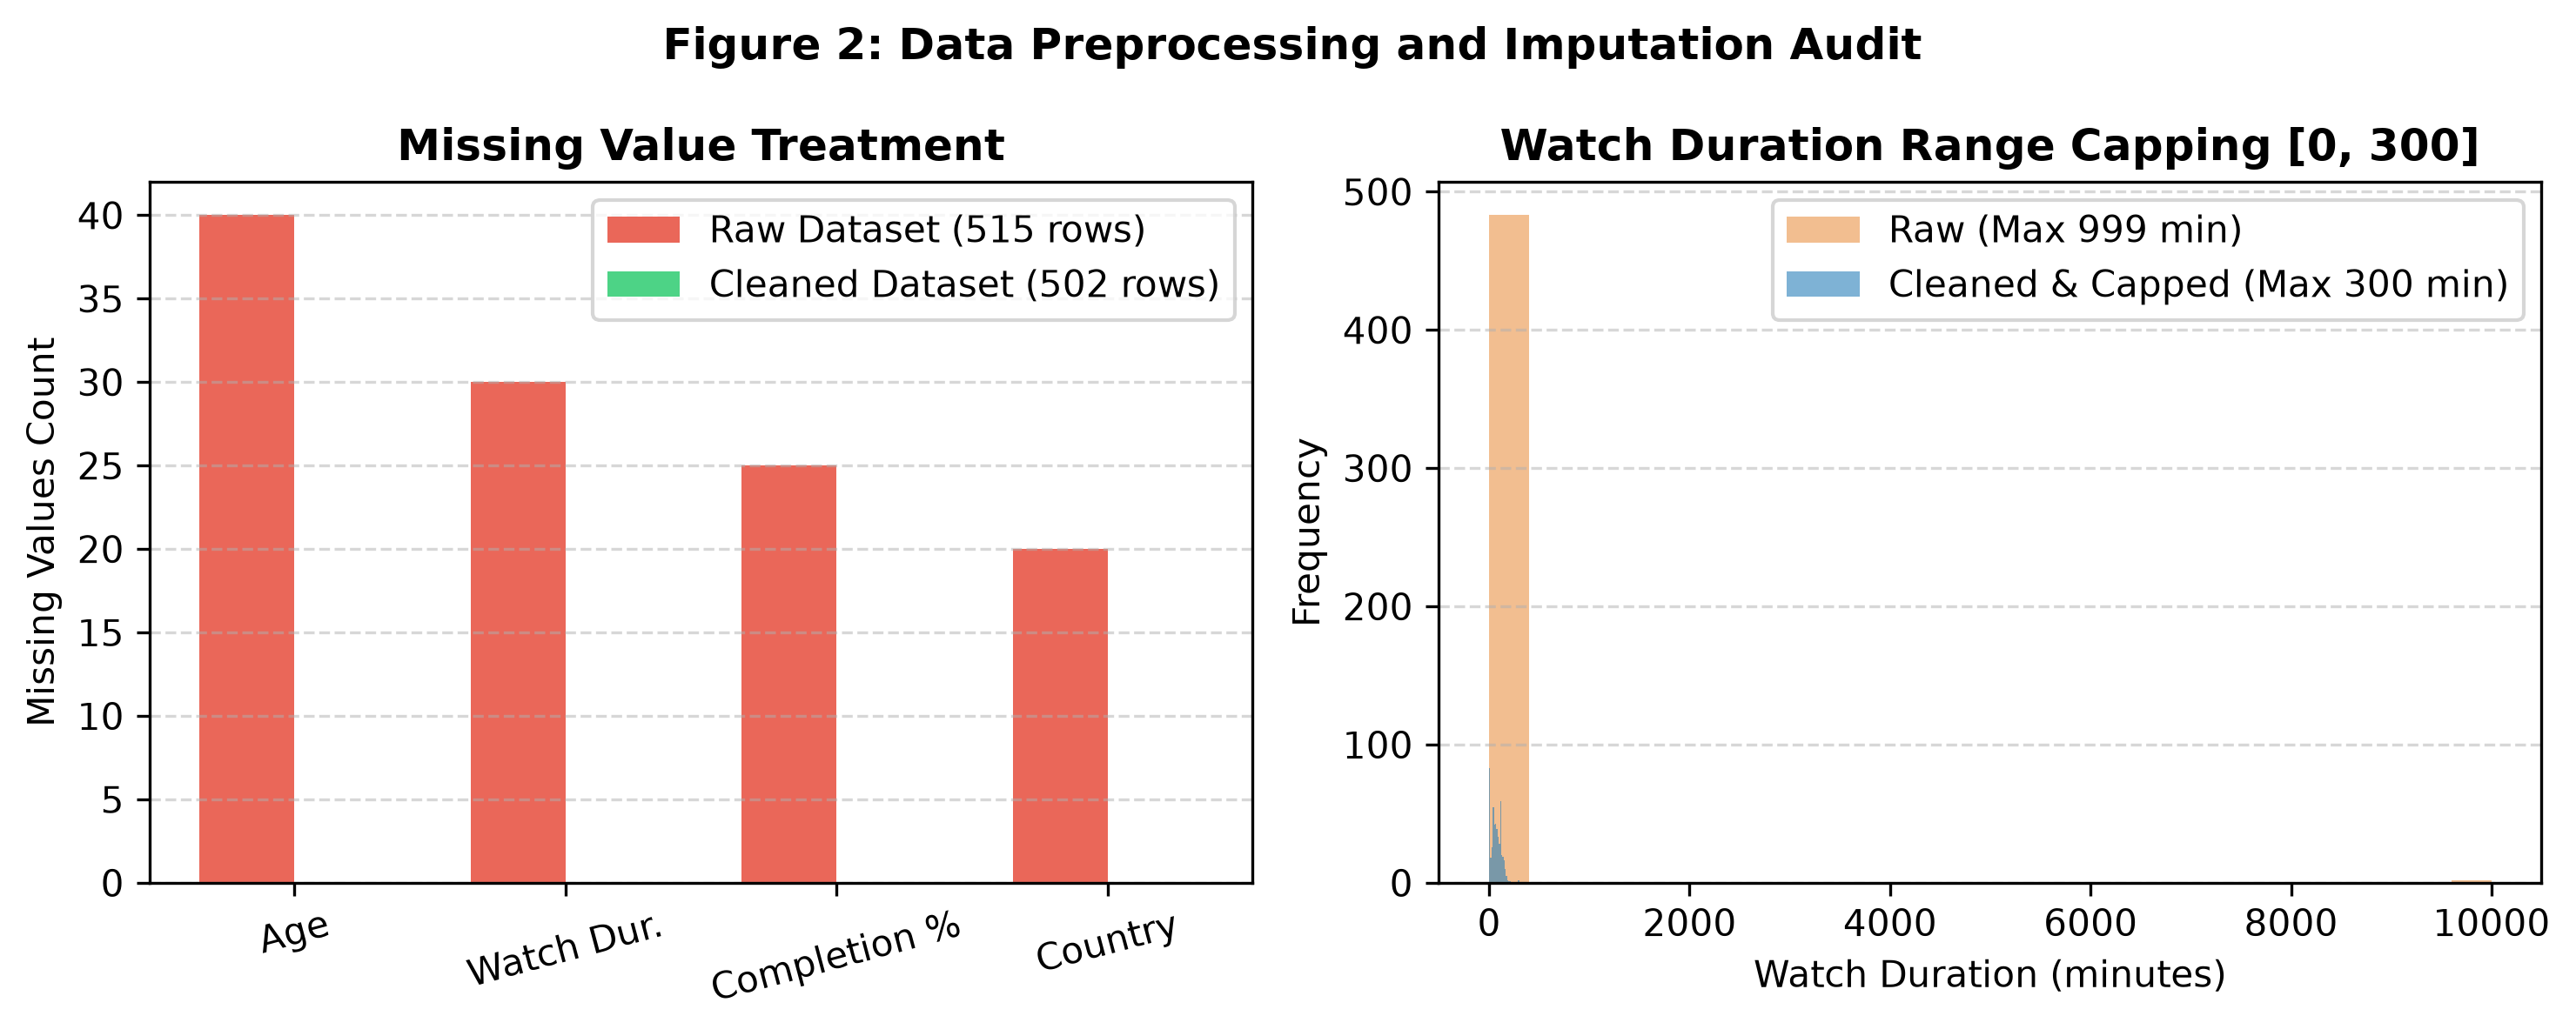 Figure 2: Data Preprocessing and Imputation Audit
Missing Value Treatment
Missing Values Count
40
35
30
25
20
15
10
5
0
Raw Dataset (515 rows)
Cleaned Dataset (502 rows)
Age
Watch Dur.
Completion %
Country
Watch Duration Range Capping [0, 300]
Frequency
500
400
300
200
100
0
Raw (Max 999 min)
Cleaned & Capped (Max 300 min)
0
2000
4000
6000
8000
10000
Watch Duration (minutes)